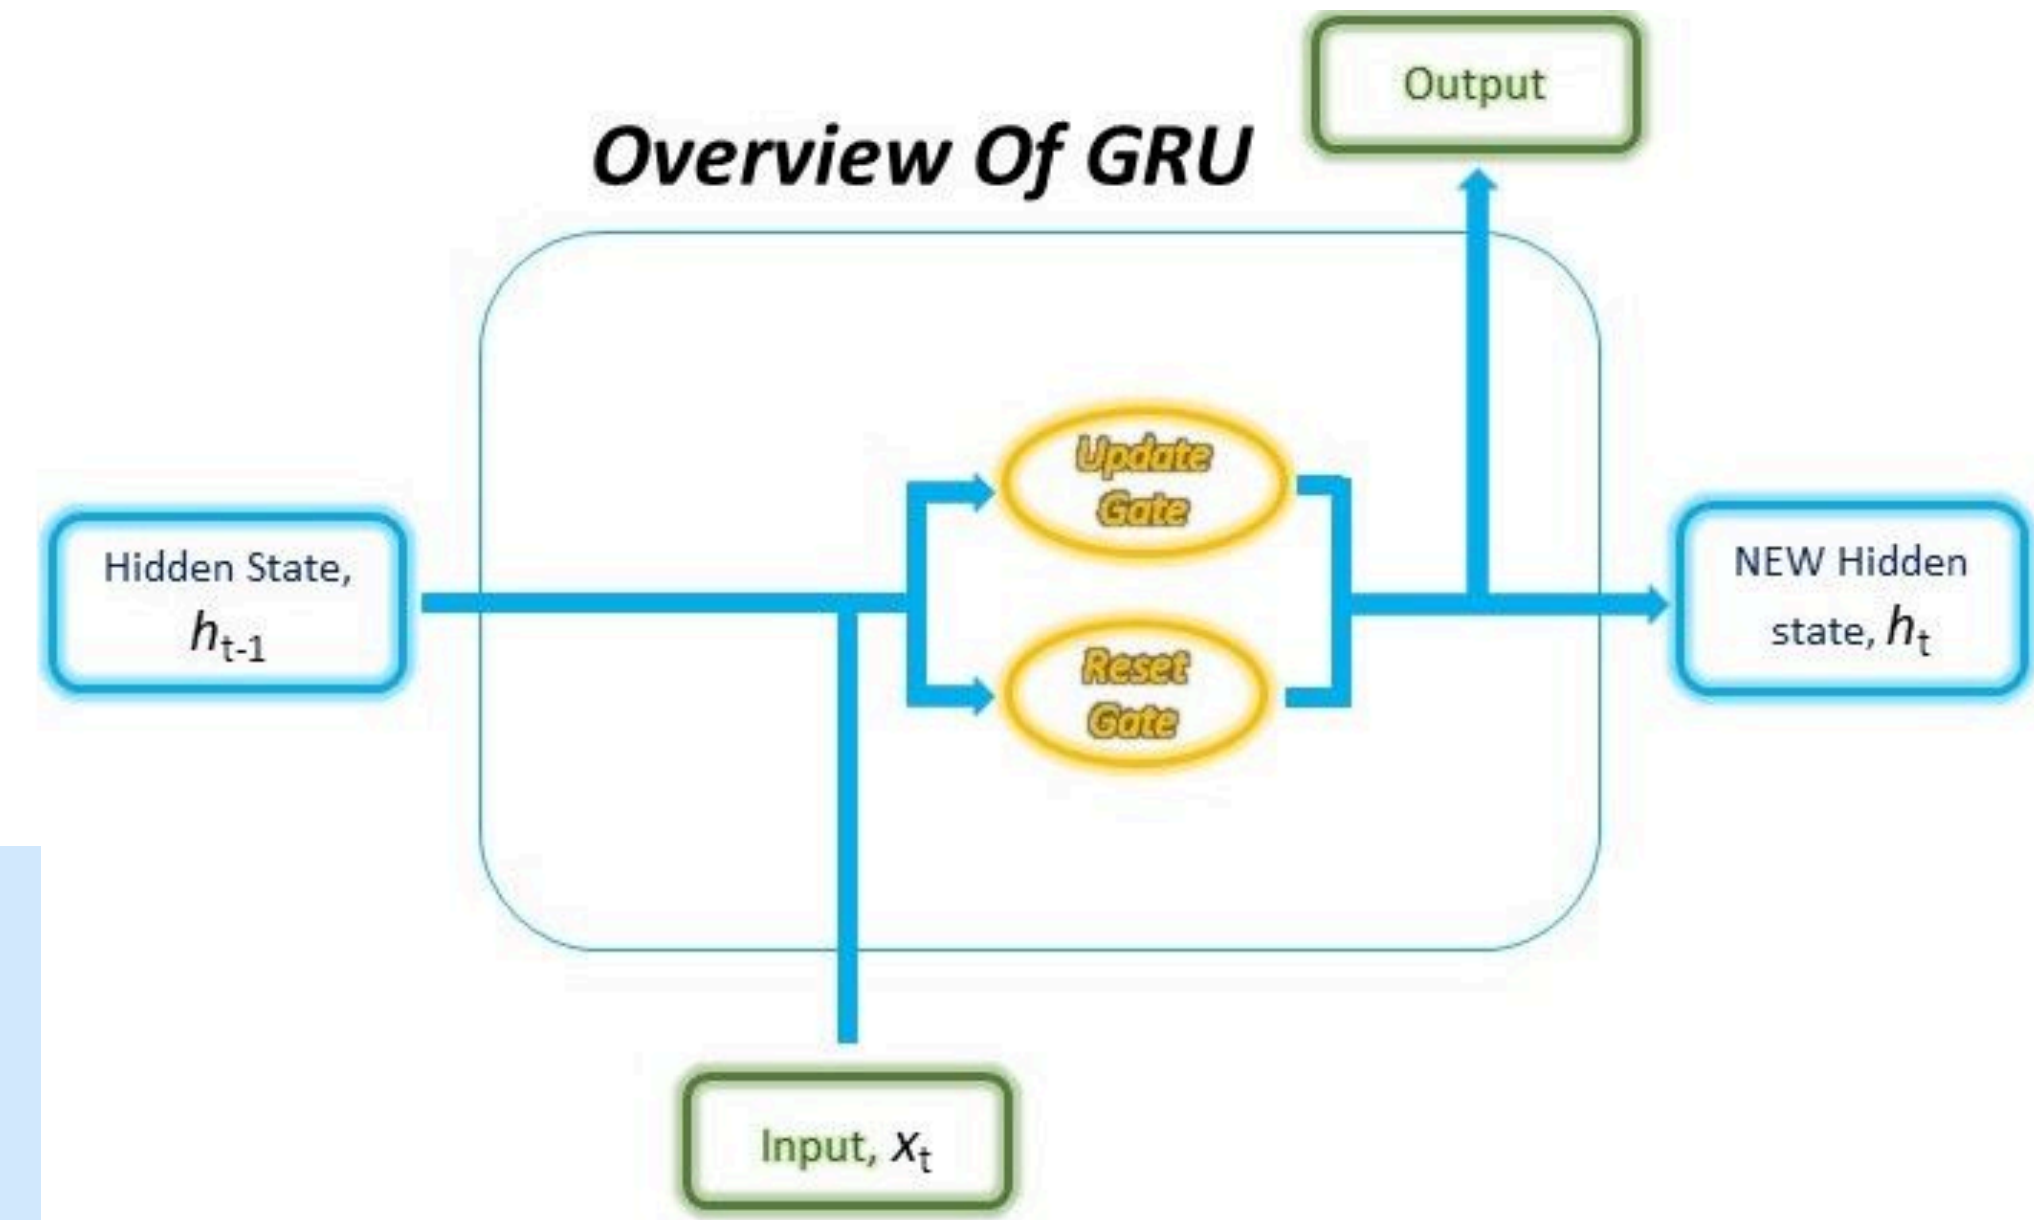 Output
Overview Of GRU
Update
Gate
Hidden State,
ht-1
NEW Hidden
state, ht
Reset
Gate
Input, xt